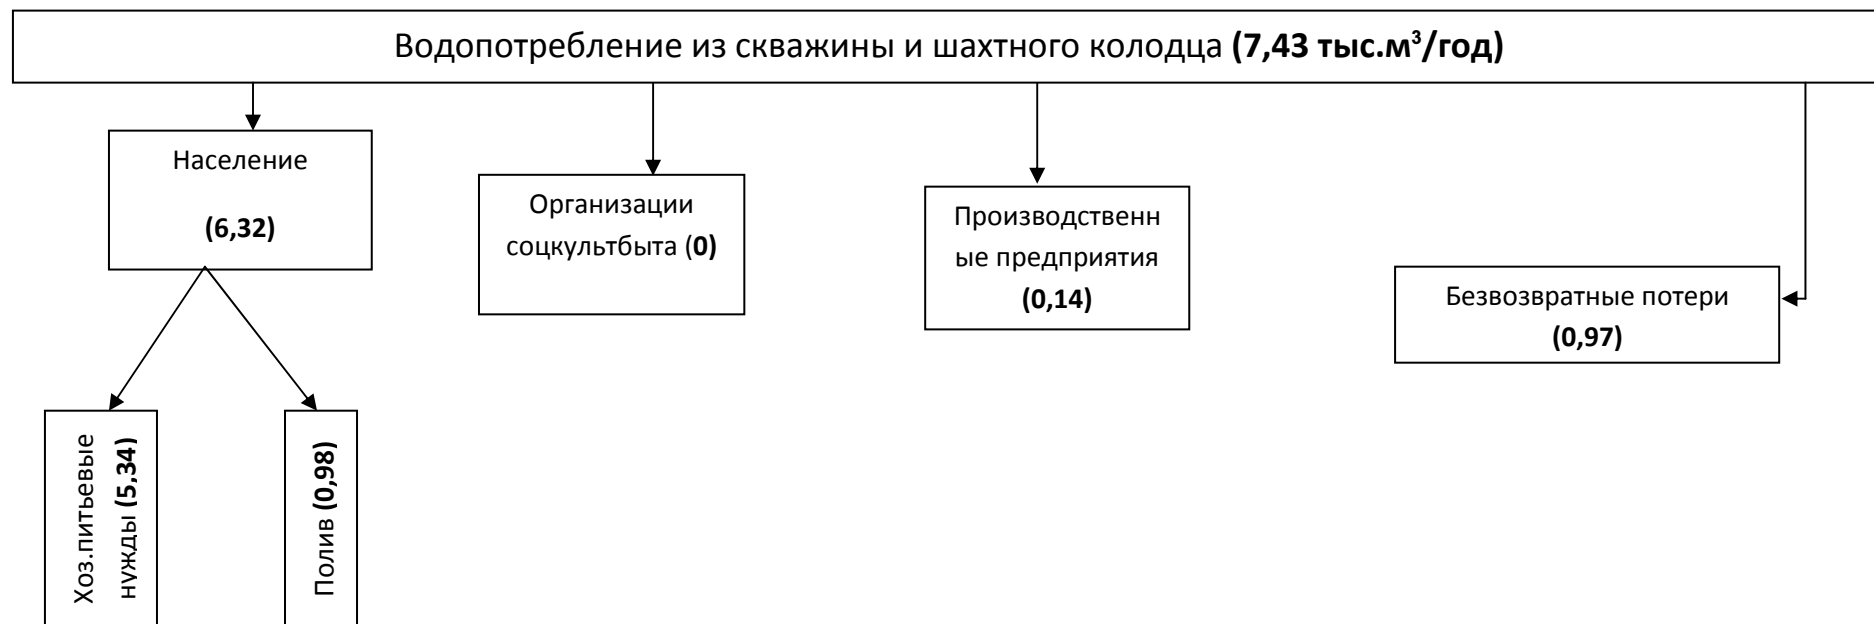 Водопотребление из скважины и шахтного колодца (7,43 тыс.м³/год)
Население
(6,32)
Организации
соцкультбыта (0)
Производственн
ые предприятия
(0,14)
Безвозвратные потери
(0,97)
Хоз.питьевые
нужды (5,34)
Полив (0,98)